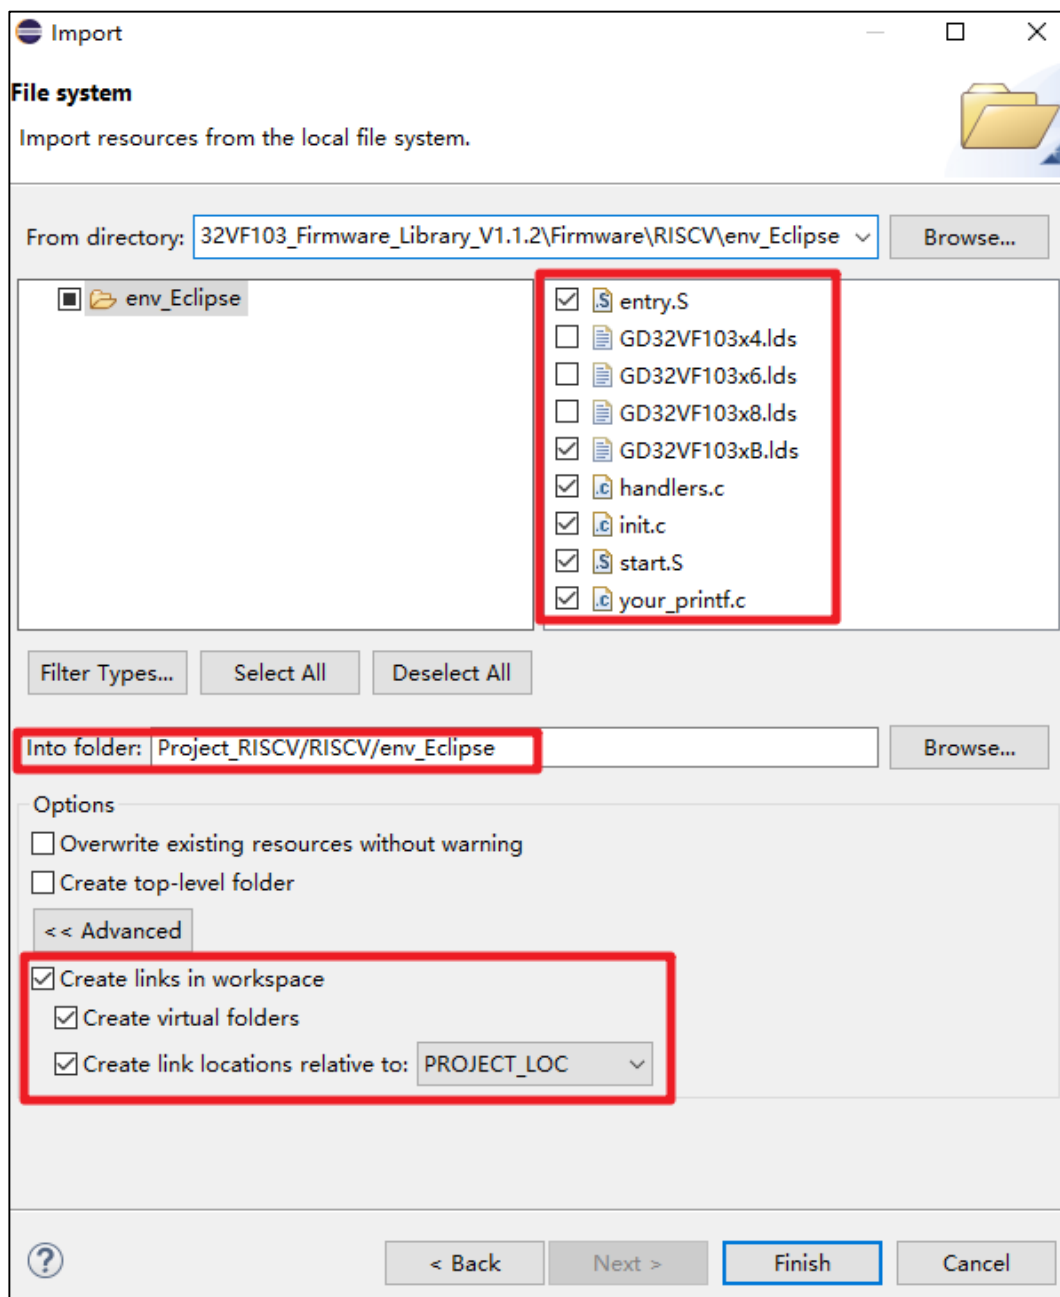 Import
File system
Import resources from the local file system.
From directory: 32VF103_Firmware_Library_V1.1.2\Firmware\RISCV\env_Eclipse Browse...
env_Eclipse
entry.S
GD32VF103x4.lds
GD32VF103x6.lds
GD32VF103x8.lds
GD32VF103xB.lds
handlers.c
init.c
start.S
your_printf.c
Filter Types... Select All Deselect All
Into folder: Project_RISCV/RISCV/env_Eclipse Browse...
Options
Overwrite existing resources without warning
Create top-level folder
<< Advanced
Create links in workspace
Create virtual folders
Create link locations relative to: PROJECT_LOC
< Back Next > Finish Cancel